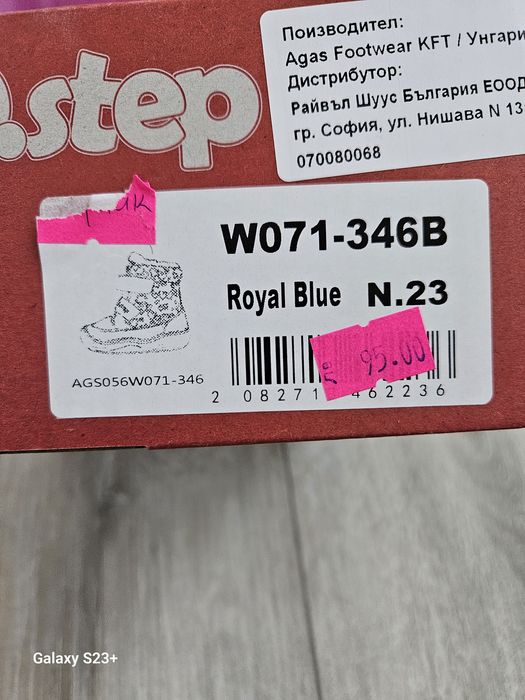 .step
Поизводител:
Agas Footwear KFT / Унгари
Дистрибутор:
Райвъл Шуус България ЕООД
гр. София, ул. Нишава N 13
070080068
W071-346B
Royal Blue N.23
95.00
AGS056W071-346
2 08271 462236
Galaxy S23+